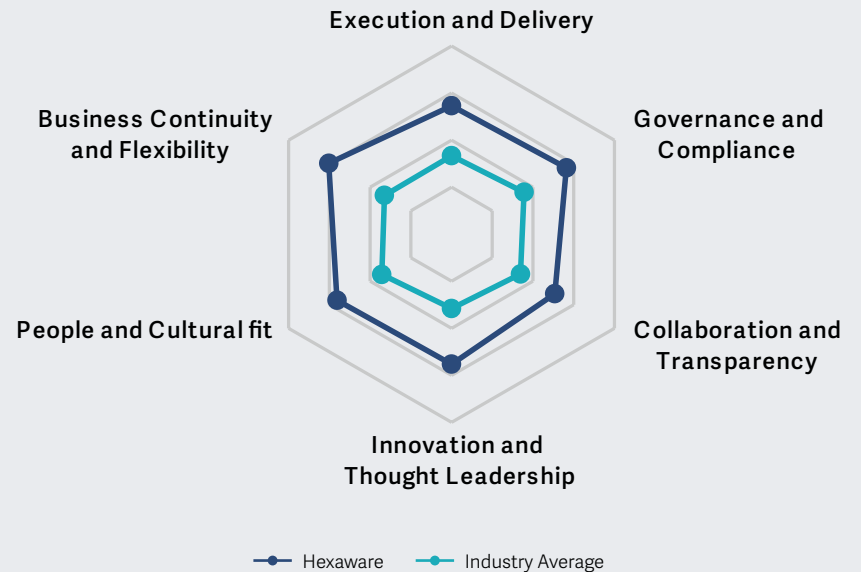 Execution and Delivery
Business Continuity
and Flexibility
Governance and
Compliance
People and Cultural fit
Collaboration and
Transparency
Innovation and
Thought Leadership
Hexaware
Industry Average